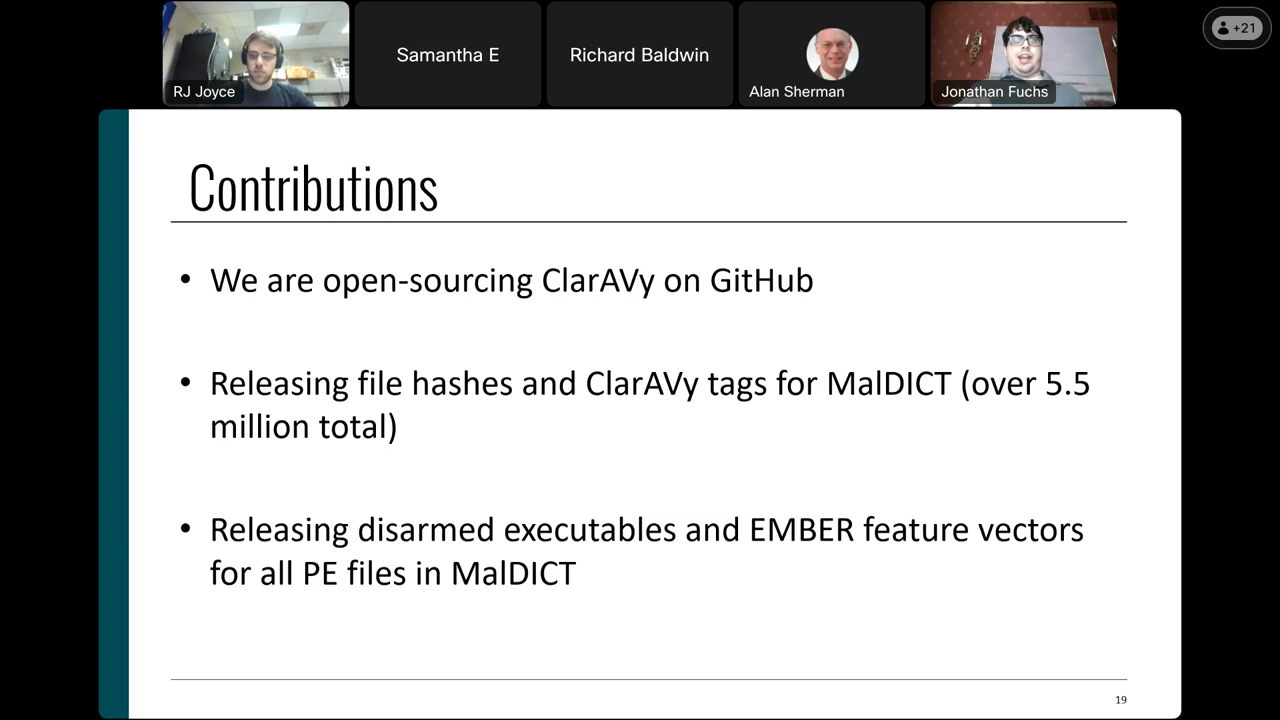 RJ Joyce
Samantha E
Richard Baldwin
Alan Sherman
Jonathan Fuchs
+21
Contributions
• We are open-sourcing ClarAVy on GitHub
• Releasing file hashes and ClarAVy tags for MalDICT (over 5.5
million total)
• Releasing disarmed executables and EMBER feature vectors
for all PE files in MalDICT
19